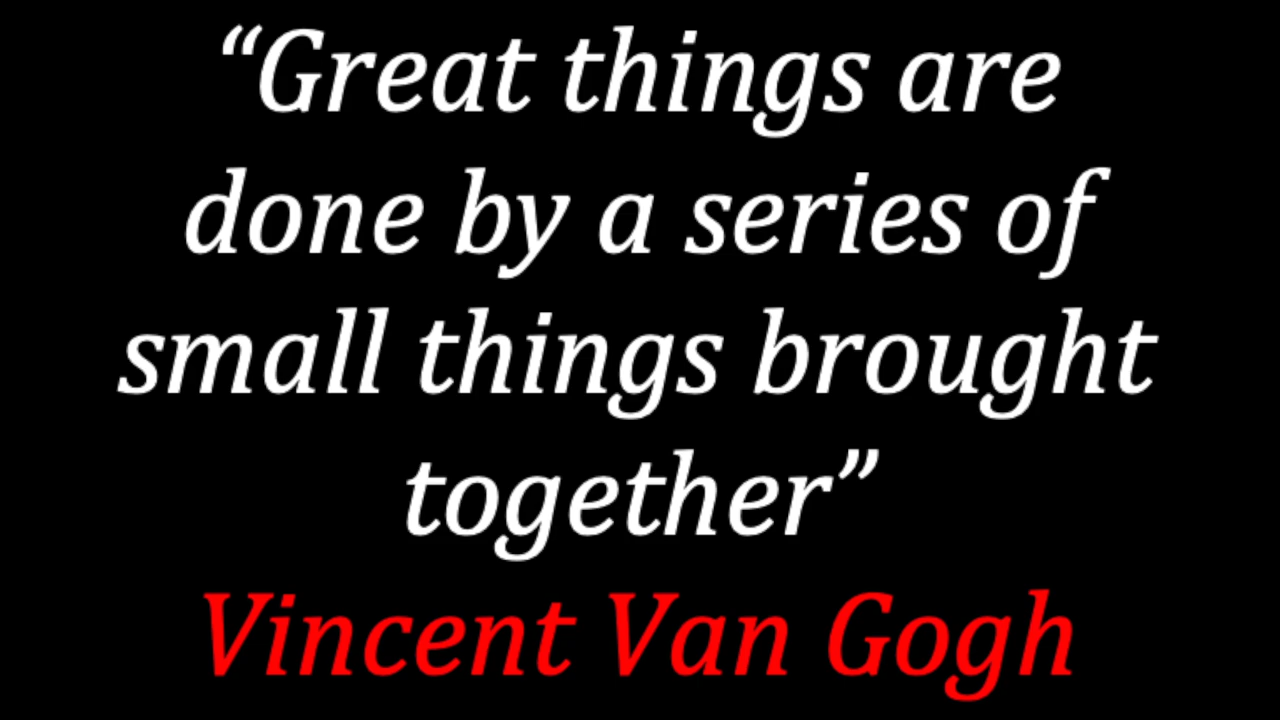 “Great things are
done by a series of
small things brought
together”
Vincent Van Gogh